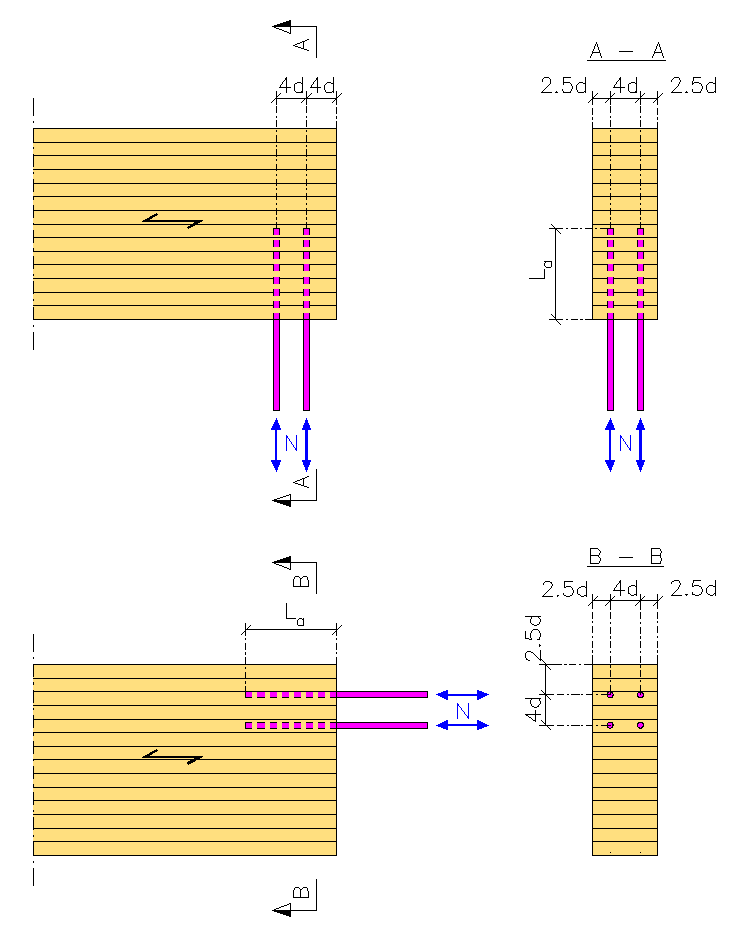 A
A – A
4d 4d
2.5d 4d 2.5d
La
N
N
A
B – B
B
2.5d 4d 2.5d
La
2.5d
N
4d
B